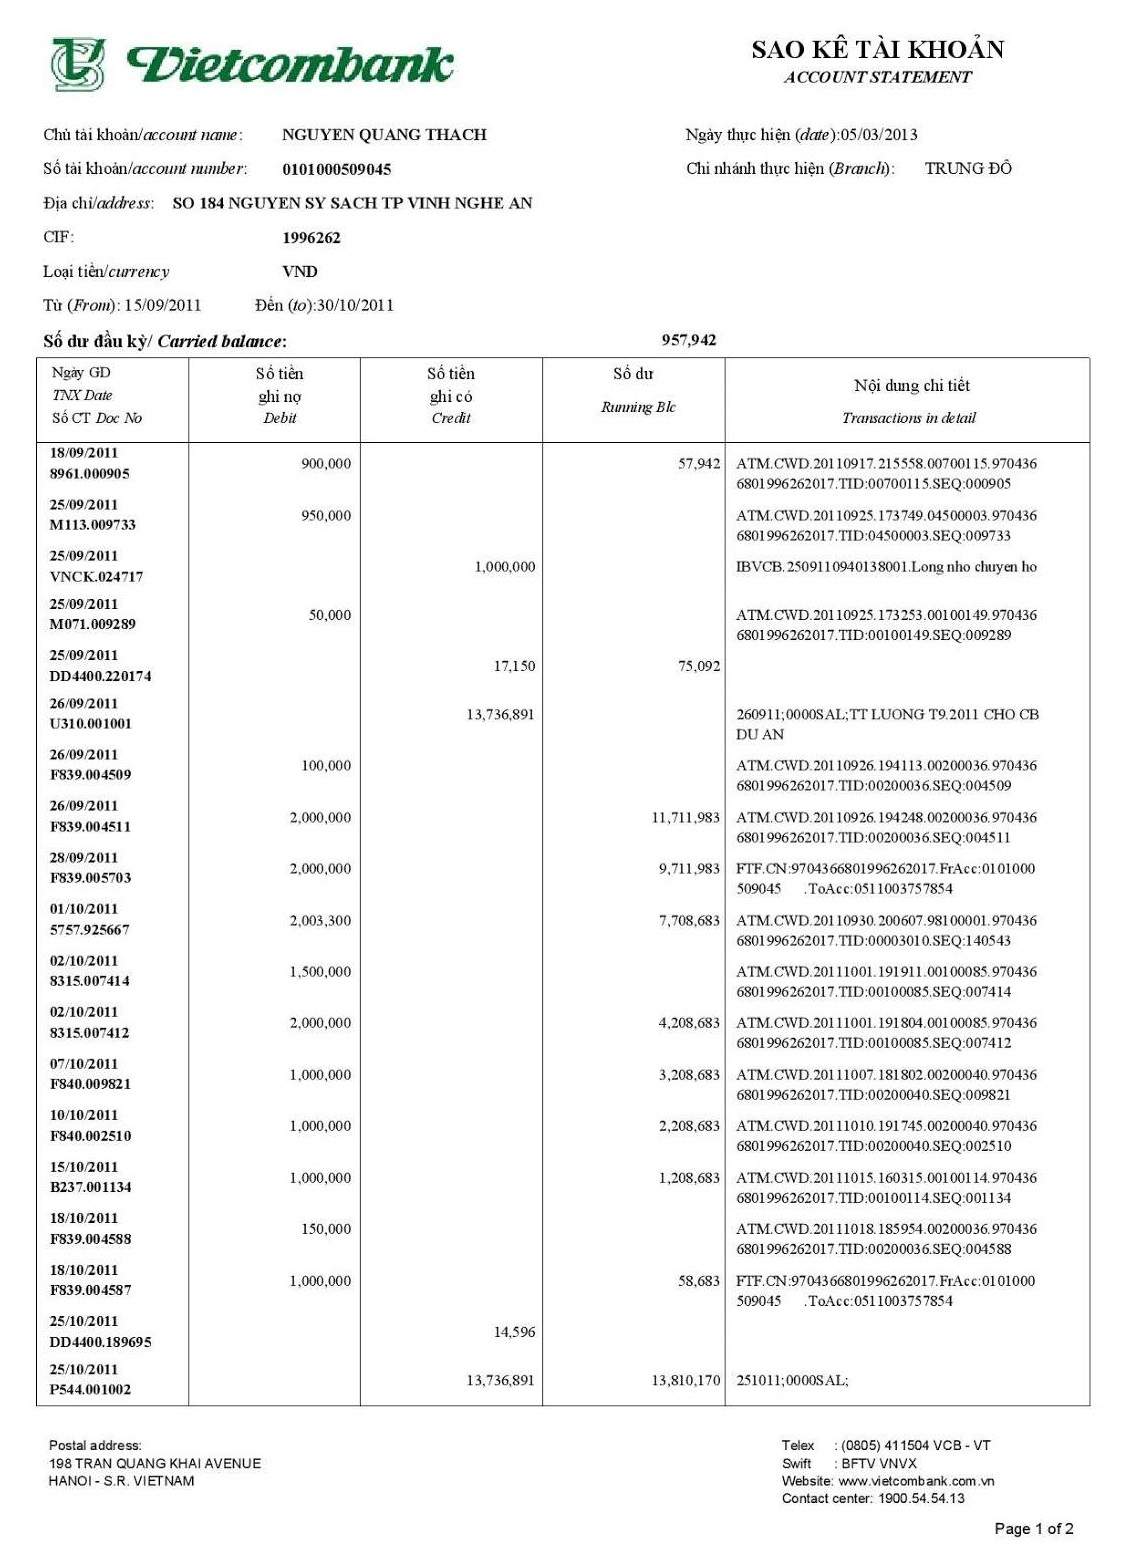 Vietcombank
SAO KÊ TÀI KHOẢN
ACCOUNT STATEMENT
Chủ tài khoản/account name: NGUYEN QUANG THACH
Ngày thực hiện (date):05/03/2013
Số tài khoản/account number: 0101000509045
Chi nhánh thực hiện (Branch): TRUNG ĐÔ
Địa chỉ/address: SO 184 NGUYEN SY SACH TP VINH NGHE AN
CIF: 1996262
Loại tiền/currency VND
Từ (From): 15/09/2011 Đến (to):30/10/2011
Số dư đầu kỳ/ Carried balance: 957,942
Ngày GD
TNX Date
Số CT Doc No
Số tiền
ghi nợ
Debit
Số tiền
ghi có
Credit
Số dư
Running Blc
Nội dung chi tiết
Transactions in detail
18/09/2011
8961.000905
900,000
57,942
ATM.CWD.20110917.215558.00700115.970436
6801996262017.TID:00700115.SEQ:000905
25/09/2011
M113.009733
950,000
ATM.CWD.20110925.173749.04500003.970436
6801996262017.TID:04500003.SEQ:009733
25/09/2011
VNCK.024717
1,000,000
IBVCB.2509110940138001.Long nho chuyen ho
25/09/2011
M071.009289
50,000
ATM.CWD.20110925.173253.00100149.970436
6801996262017.TID:00100149.SEQ:009289
25/09/2011
DD4400.220174
17,150
75,092
26/09/2011
U310.001001
13,736,891
260911;0000SAL;TT LUONG T9.2011 CHO CB
DU AN
26/09/2011
F839.004509
100,000
ATM.CWD.20110926.194113.00200036.970436
6801996262017.TID:00200036.SEQ:004509
26/09/2011
F839.004511
2,000,000
11,711,983
ATM.CWD.20110926.194248.00200036.970436
6801996262017.TID:00200036.SEQ:004511
28/09/2011
F839.005703
2,000,000
9,711,983
FTF.CN:9704366801996262017.FrAcc:0101000
509045 .ToAcc:0511003757854
01/10/2011
5757.925667
2,003,300
7,708,683
ATM.CWD.20110930.200607.98100001.970436
6801996262017.TID:00003010.SEQ:140543
02/10/2011
8315.007414
1,500,000
ATM.CWD.20111001.191911.00100085.970436
6801996262017.TID:00100085.SEQ:007414
02/10/2011
8315.007412
2,000,000
4,208,683
ATM.CWD.20111001.191804.00100085.970436
6801996262017.TID:00100085.SEQ:007412
07/10/2011
F840.009821
1,000,000
3,208,683
ATM.CWD.20111007.181802.00200040.970436
6801996262017.TID:00200040.SEQ:009821
10/10/2011
F840.002510
1,000,000
2,208,683
ATM.CWD.20111010.191745.00200040.970436
6801996262017.TID:00200040.SEQ:002510
15/10/2011
B237.001134
1,000,000
1,208,683
ATM.CWD.20111015.160315.00100114.970436
6801996262017.TID:00100114.SEQ:001134
18/10/2011
F839.004588
150,000
ATM.CWD.20111018.185954.00200036.970436
6801996262017.TID:00200036.SEQ:004588
18/10/2011
F839.004587
1,000,000
58,683
FTF.CN:9704366801996262017.FrAcc:0101000
509045 .ToAcc:0511003757854
25/10/2011
DD4400.189695
14,596
25/10/2011
P544.001002
13,736,891
13,810,170
251011;0000SAL;
Postal address:
198 TRAN QUANG KHAI AVENUE
HANOI - S.R. VIETNAM
Telex : (0805) 411504 VCB - VT
Swift : BFTV VNVX
Website: www.vietcombank.com.vn
Contact center: 1900.54.54.13
Page 1 of 2